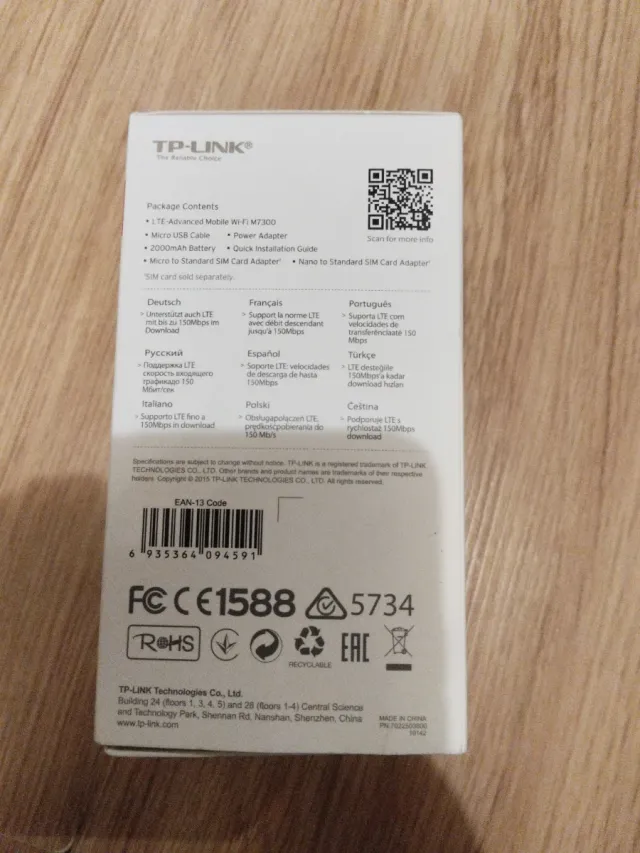 TP-LINK®
The Reliable Choice
Package Contents
• LTE-Advanced Mobile Wi-Fi M7300
• Micro USB Cable • Power Adapter
• 2000mAh Battery • Quick Installation Guide
• Micro to Standard SIM Card Adapter¹ • Nano to Standard SIM Card Adapter¹
¹SIM card sold separately.
Scan for more info
Deutsch
> Unterstützt auch LTE
mit bis zu 150Mbps im
Download
Français
> Support la norme LTE
avec débit descendant
jusqu'à 150Mbps
Português
> Suporta LTE com
velocidades de
transferênciaaté 150
Mbps
Русский
> Поддержка LTE
скорость входящего
трафикадо 150
Мбит/сек
Español
> Soporte LTE: velocidades
de descarga de hasta
150Mbps
Türkçe
> LTE desteğiile
150Mbps'a kadar
download hızları
Italiano
> Supporto LTE fino a
150Mbps in download
Polski
> Obsługapołączeń LTE,
prędkośćpobierania do
150 Mb/s
Čeština
> Podponaje LTE s
rychlostaž 150Mbps
download
Specifications are subject to change without notice. TP-LINK is a registered trademark of TP-LINK
TECHNOLOGIES CO., LTD. Other brands and product names are trademarks of their respective
holders. Copyright © 2015 TP-LINK TECHNOLOGIES CO., LTD. All rights reserved.
EAN-13 Code
6 935364 094591
FC CE1588 5734
RoHS
RECYCLABLE
EAC
TP-LINK Technologies Co., Ltd.
Building 24 (floors 1, 3, 4, 5) and 28 (floors 1-4) Central Science
and Technology Park, Shennan Rd, Nanshan, Shenzhen, China
www.tp-link.com
MADE IN CHINA